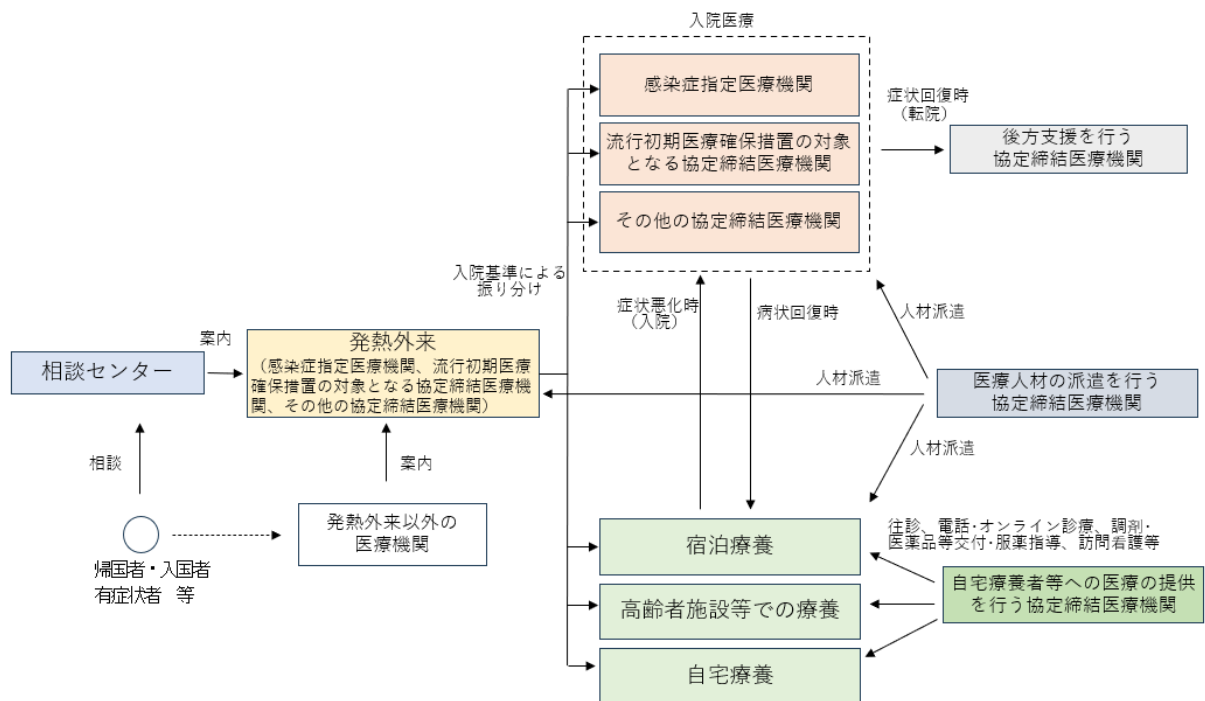 入院医療
感染症指定医療機関
流行初期医療確保措置の対象
となる協定締結医療機関
その他の協定締結医療機関
症状回復時
（転院）
後方支援を行う
協定締結医療機関
入院基準による
振り分け
症状悪化時
（入院）
病状回復時
人材派遣
案内
相談センター
発熱外来
（感染症指定医療機関、流行初期医療
確保措置の対象となる協定締結医療機
関、その他の協定締結医療機関）
人材派遣
医療人材の派遣を行う
協定締結医療機関
人材派遣
相談
案内
帰国者・入国者
有症状者　等
発熱外来以外の
医療機関
宿泊療養
高齢者施設等での療養
自宅療養
往診、電話・オンライン診療、調剤・
医薬品等交付・服薬指導、訪問看護等
自宅療養者等への医療の提供
を行う協定締結医療機関